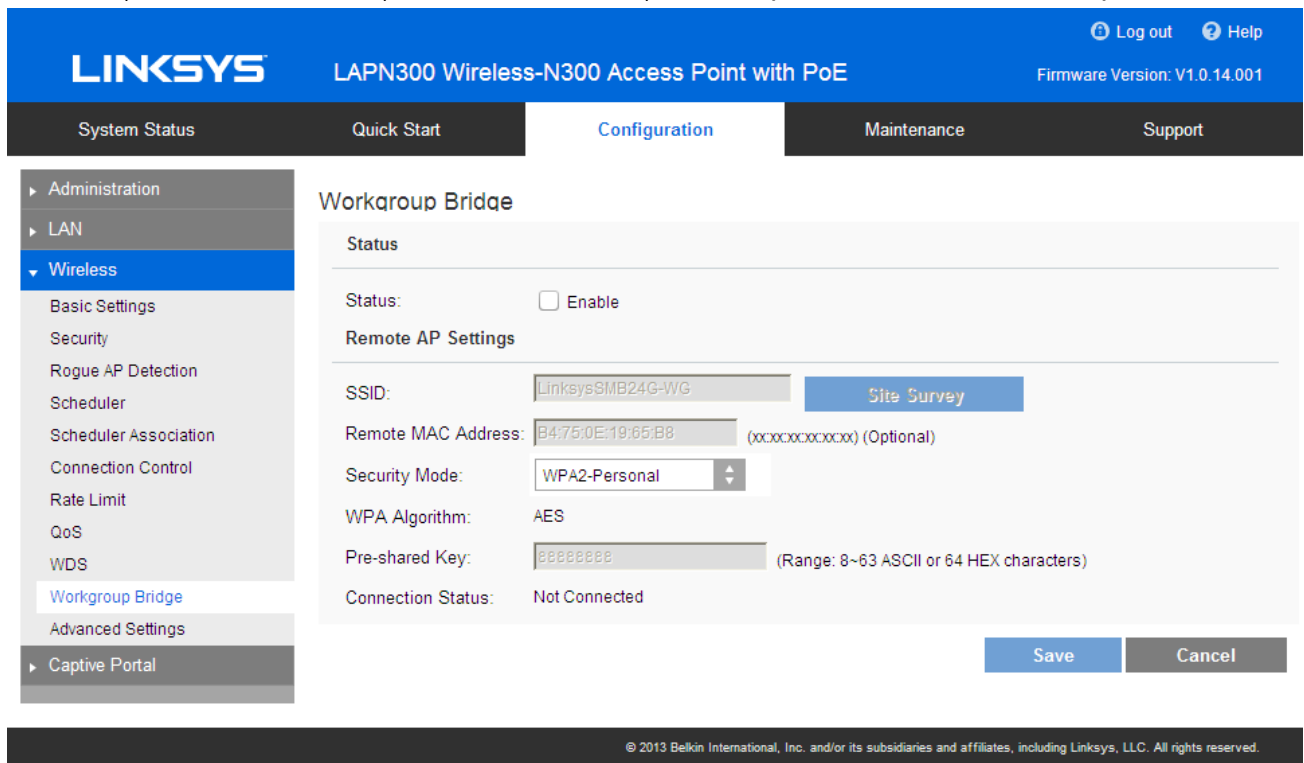 Log out Help
LINKSYS LAPN300 Wireless-N300 Access Point with PoE Firmware Version: V1.0.14.001
System Status Quick Start Configuration Maintenance Support
Administration
LAN
Wireless
Basic Settings
Security
Rogue AP Detection
Scheduler
Scheduler Association
Connection Control
Rate Limit
QoS
WDS
Workgroup Bridge
Advanced Settings
Captive Portal
Workgroup Bridge
Status
Status: Enable
Remote AP Settings
SSID: LinksysSMB24G-WG Site Survey
Remote MAC Address: B4:75:0E:19:65:B8 (xx:xx:xx:xx:xx:xx) (Optional)
Security Mode: WPA2-Personal
WPA Algorithm: AES
Pre-shared Key: 88888888 (Range: 8~63 ASCII or 64 HEX characters)
Connection Status: Not Connected
Save Cancel
© 2013 Belkin International, Inc. and/or its subsidiaries and affiliates, including Linksys, LLC. All rights reserved.